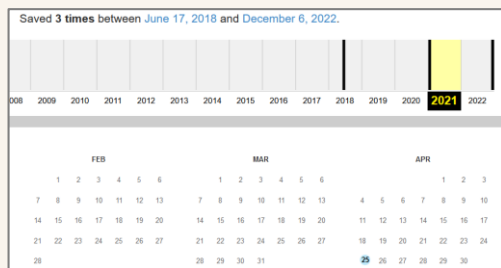 Saved 3 times between June 17, 2018 and December 6, 2022.
008 2009 2010 2011 2012 2013 2014 2015 2016 2017 2018 2019 2020 2021 2022
FEB MAR APR
1 2 3 4 5 6 1 2 3 4 5 6 1 2 3
7 8 9 10 11 12 13 7 8 9 10 11 12 13 4 5 6 7 8 9 10
14 15 16 17 18 19 20 14 15 16 17 18 19 20 11 12 13 14 15 16 17
21 22 23 24 25 26 27 21 22 23 24 25 26 27 18 19 20 21 22 23 24
28 28 29 30 31 25 26 27 28 29 30